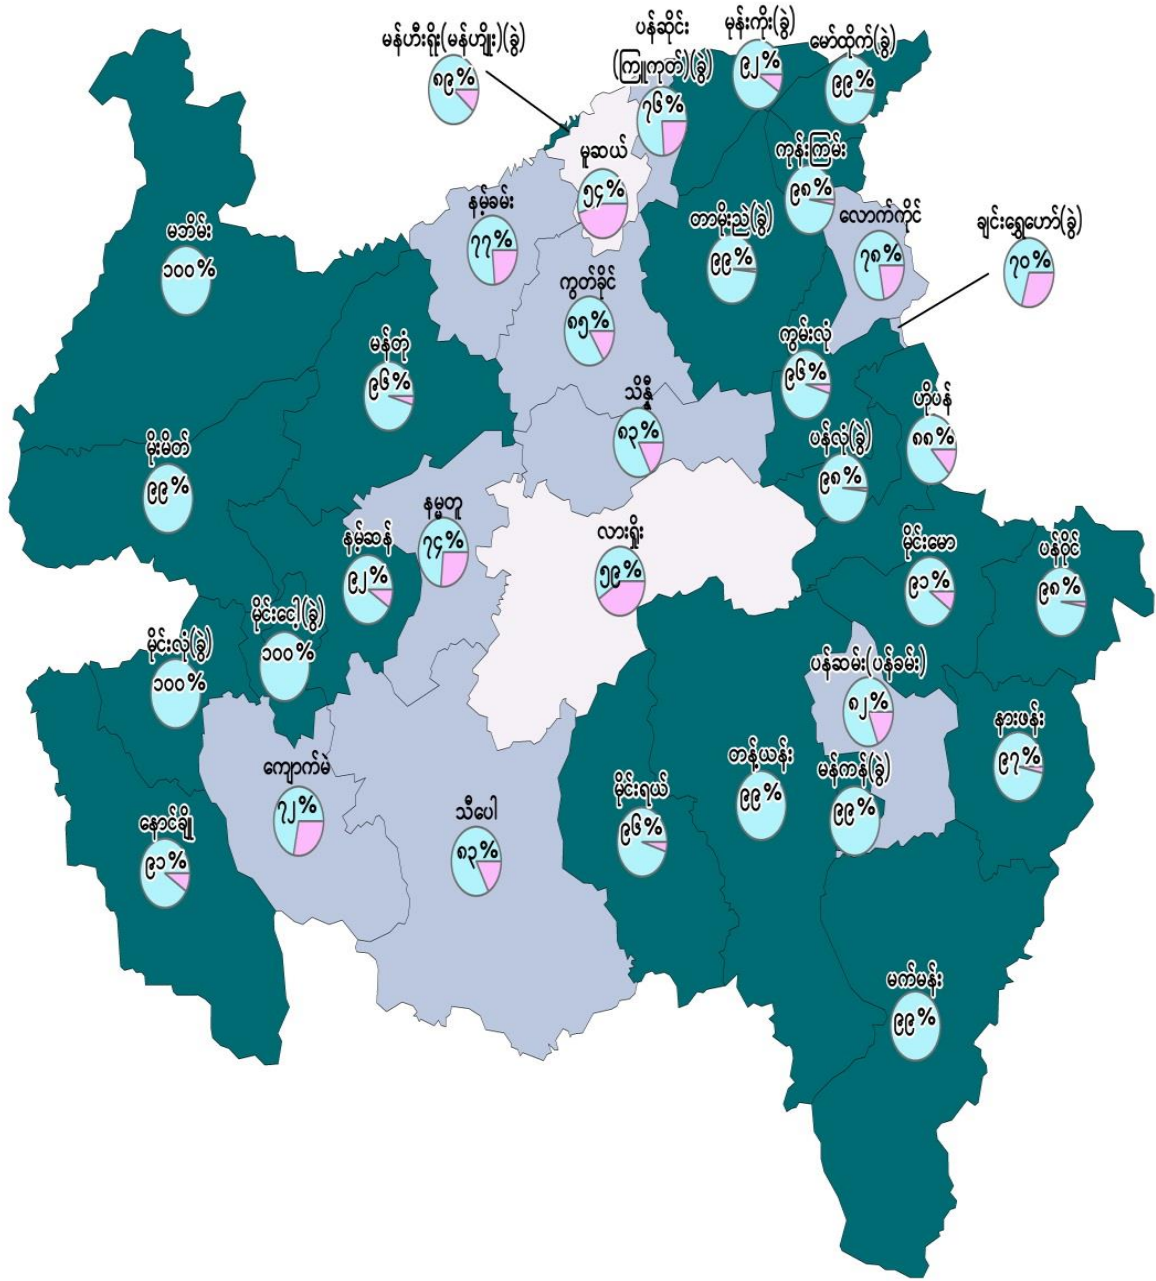 မန်ဟီးရိုး(မန်ဟျိုး)(ခွဲ)
၈၉%
ပန်ဆိုင်း
(ကြူကုတ်)(ခွဲ)
၇၆%
မုန်းကိုး(ခွဲ)
၉၂%
မော်ထိုက်(ခွဲ)
၉၉%
မူဆယ်
၅၄%
ကုန်းကြမ်း
၉၈%
နမ့်ခမ်း
၇၇%
တာမိုးညဲ(ခွဲ)
၉၉%
လောက်ကိုင်
၇၈%
ချင်းရွှေဟော်(ခွဲ)
၇၀%
မဘိမ်း
၁၀၀%
ကွတ်ခိုင်
၈၅%
မန်တုံ
၉၆%
ကွမ်းလုံ
၉၆%
သိန္နီ
၈၃%
ဟိုပန်
၈၈%
ပန်လုံ(ခွဲ)
၉၈%
မိုးမိတ်
၉၉%
နမ္မတူ
၇၄%
လားရှိုး
၅၉%
နမ့်ဆန်
၉၂%
မိုင်းမော
၉၁%
ပန်ဝိုင်
၉၈%
မိုင်းငေါ့(ခွဲ)
၁၀၀%
မိုင်းလုံ(ခွဲ)
၁၀၀%
ပန်ဆမ်း(ပန်ခမ်း)
၈၂%
နားဖန်း
၉၇%
ကျောက်မဲ
၇၂%
တန့်ယန်း
၉၉%
မန်ကန်(ခွဲ)
၉၉%
မိုင်းရယ်
၉၆%
သီပေါ
၈၃%
နောင်ချို
၉၁%
မက်မန်း
၉၉%